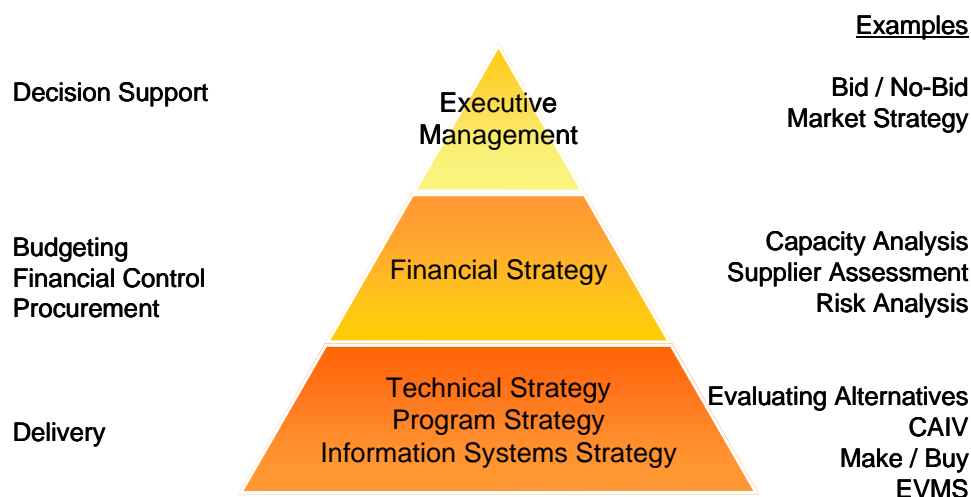 Examples
Decision Support
Executive
Management
Bid / No-Bid
Market Strategy
Budgeting
Financial Control
Procurement
Financial Strategy
Capacity Analysis
Supplier Assessment
Risk Analysis
Delivery
Technical Strategy
Program Strategy
Information Systems Strategy
Evaluating Alternatives
CAIV
Make / Buy
EVMS